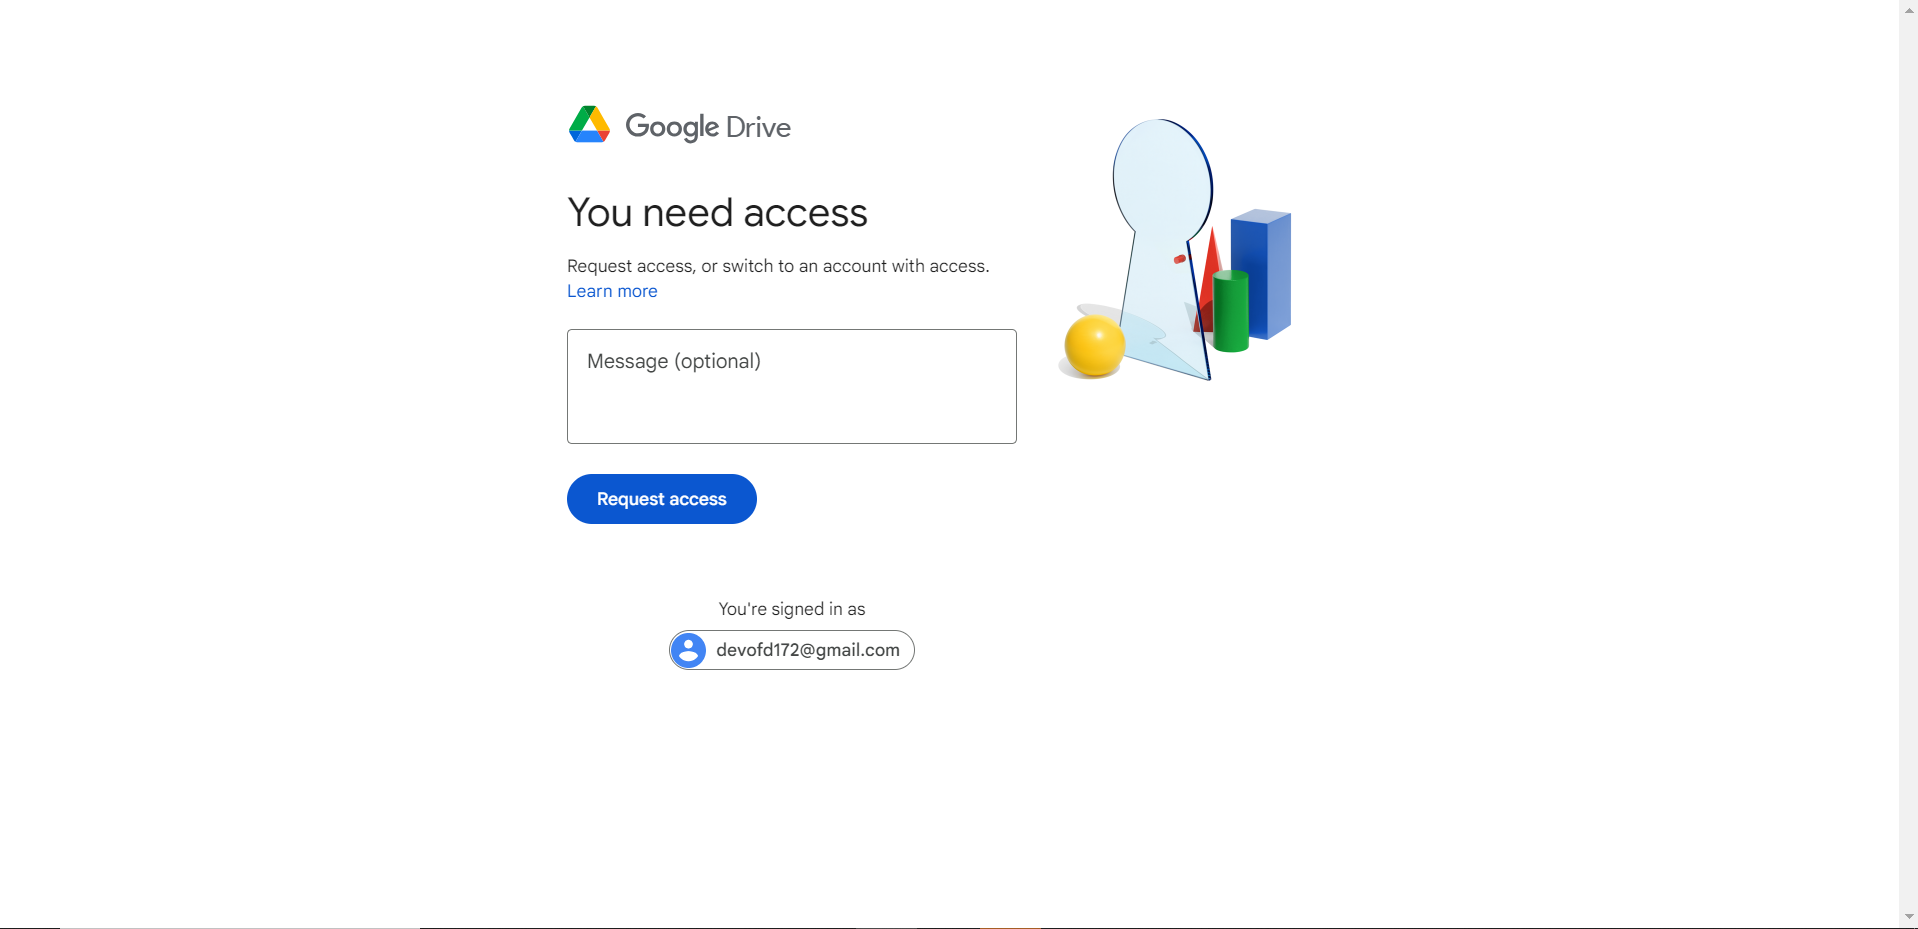 Google Drive
You need access
Request access, or switch to an account with access.
Learn more
Message (optional)
Request access
You're signed in as
devofd172@gmail.com